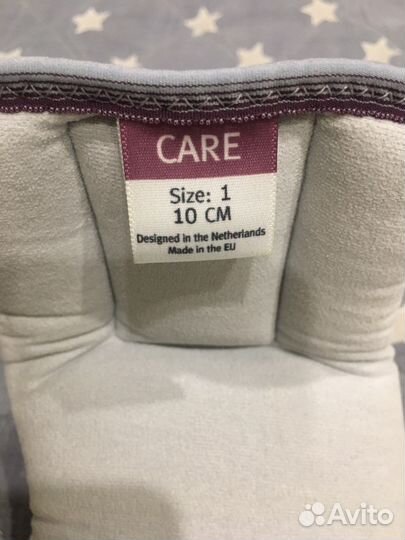 CARE
Size: 1
10 CM
Designed in the Netherlands
Made in the EU
Avito